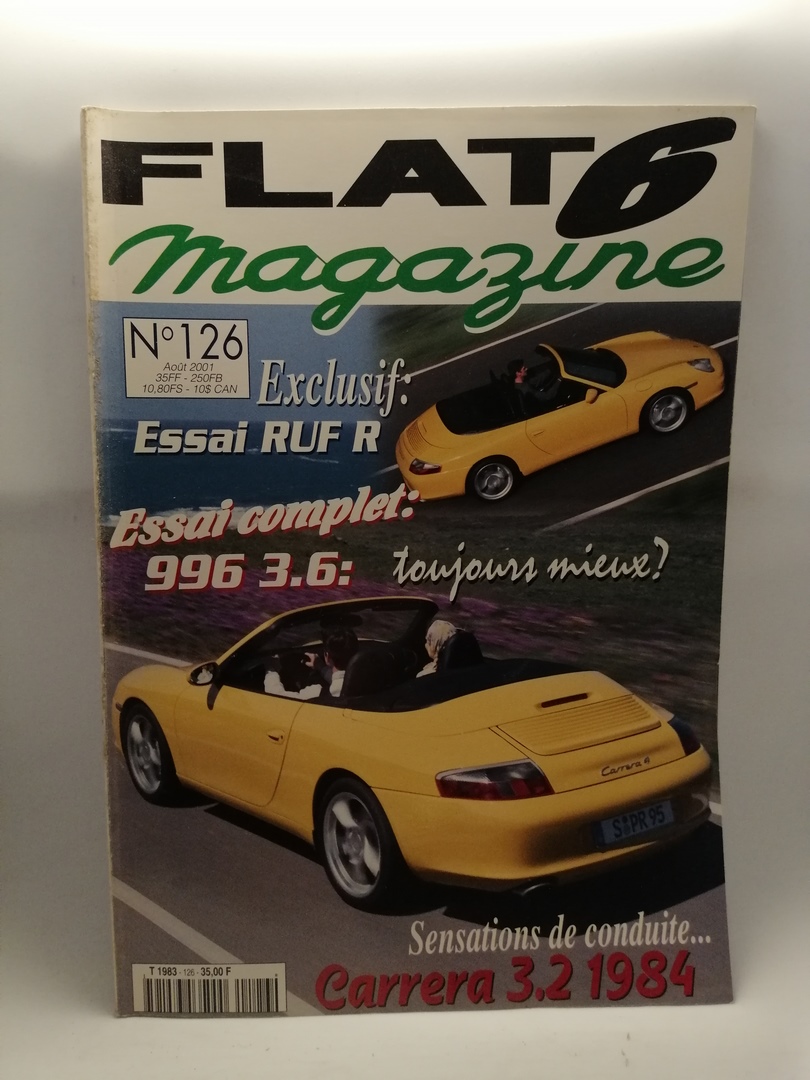 FLAT6
magazine
N°126
Août 2001
35FF - 250FB
10,80FS - 10$ CAN
Exclusif:
Essai RUF R
Essai complet:
996 3.6: toujours mieux?
Carrera 4
S PR 95
Sensations de conduite...
Carrera 3.2 1984
T 1983 - 126 - 35,00 F